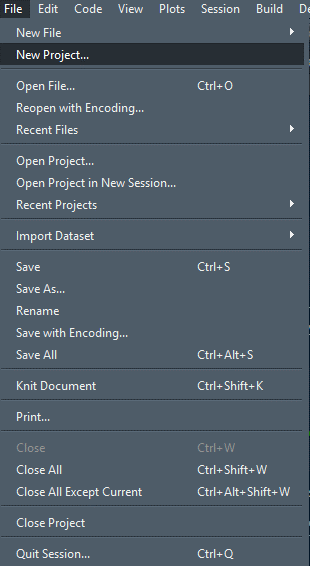 File Edit Code View Plots Session Build De
New File
New Project...
Open File... Ctrl+O
Reopen with Encoding...
Recent Files
Open Project...
Open Project in New Session...
Recent Projects
Import Dataset
Save Ctrl+S
Save As...
Rename
Save with Encoding...
Save All Ctrl+Alt+S
Knit Document Ctrl+Shift+K
Print...
Close Ctrl+W
Close All Ctrl+Shift+W
Close All Except Current Ctrl+Alt+Shift+W
Close Project
Quit Session... Ctrl+Q